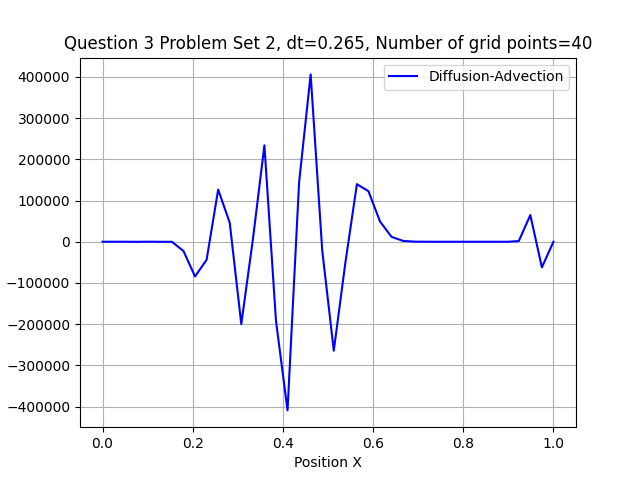 Question 3 Problem Set 2, dt=0.265, Number of grid points=40
Diffusion-Advection
400000
300000
200000
100000
0
−100000
−200000
−300000
−400000
0.0 0.2 0.4 0.6 0.8 1.0
Position X